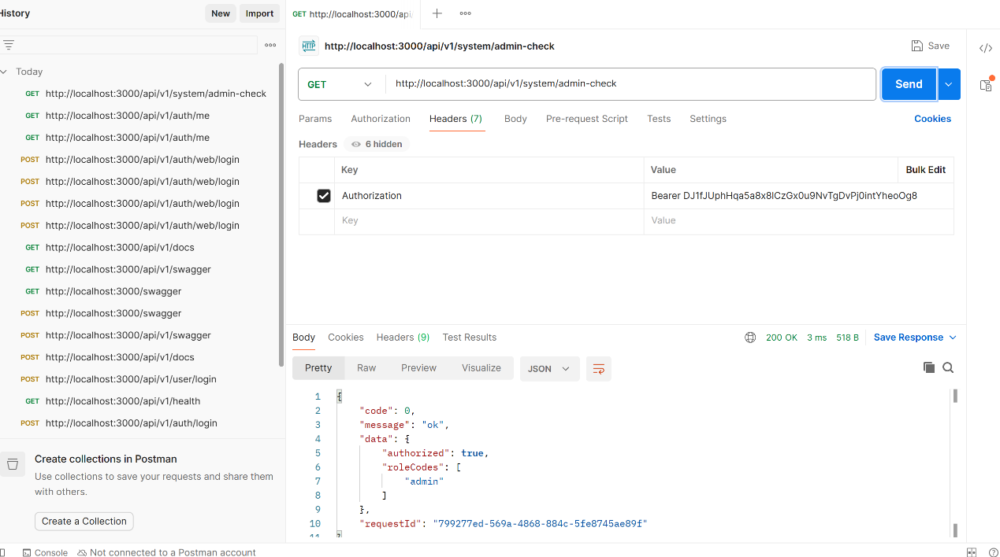 History
New
Import
GET http://localhost:3000/api/
Today
GET http://localhost:3000/api/v1/system/admin-check
GET http://localhost:3000/api/v1/auth/me
GET http://localhost:3000/api/v1/auth/me
POST http://localhost:3000/api/v1/auth/web/login
POST http://localhost:3000/api/v1/auth/web/login
POST http://localhost:3000/api/v1/auth/web/login
POST http://localhost:3000/api/v1/auth/web/login
GET http://localhost:3000/api/v1/docs
GET http://localhost:3000/api/v1/swagger
GET http://localhost:3000/swagger
POST http://localhost:3000/swagger
POST http://localhost:3000/api/v1/swagger
POST http://localhost:3000/api/v1/docs
POST http://localhost:3000/api/v1/user/login
GET http://localhost:3000/api/v1/health
POST http://localhost:3000/api/v1/auth/login
Create collections in Postman
Use collections to save your requests and share them
with others.
Create a Collection
HTTP http://localhost:3000/api/v1/system/admin-check
Save
GET http://localhost:3000/api/v1/system/admin-check
Send
Params Authorization Headers (7) Body Pre-request Script Tests Settings Cookies
Headers 6 hidden
Key Value Bulk Edit
Authorization Bearer DJ1fJUphHqa5a8x8lCzGx0u9NvTgDvPj0intYheoOg8
Key Value
Body Cookies Headers (9) Test Results 200 OK 3 ms 518 B Save Response
Pretty Raw Preview Visualize JSON
1 {
2 "code": 0,
3 "message": "ok",
4 "data": {
5 "authorized": true,
6 "roleCodes": [
7 "admin"
8 ]
9 },
10 "requestId": "799277ed-569a-4868-884c-5fe8745ae89f"
11 }
Console Not connected to a Postman account